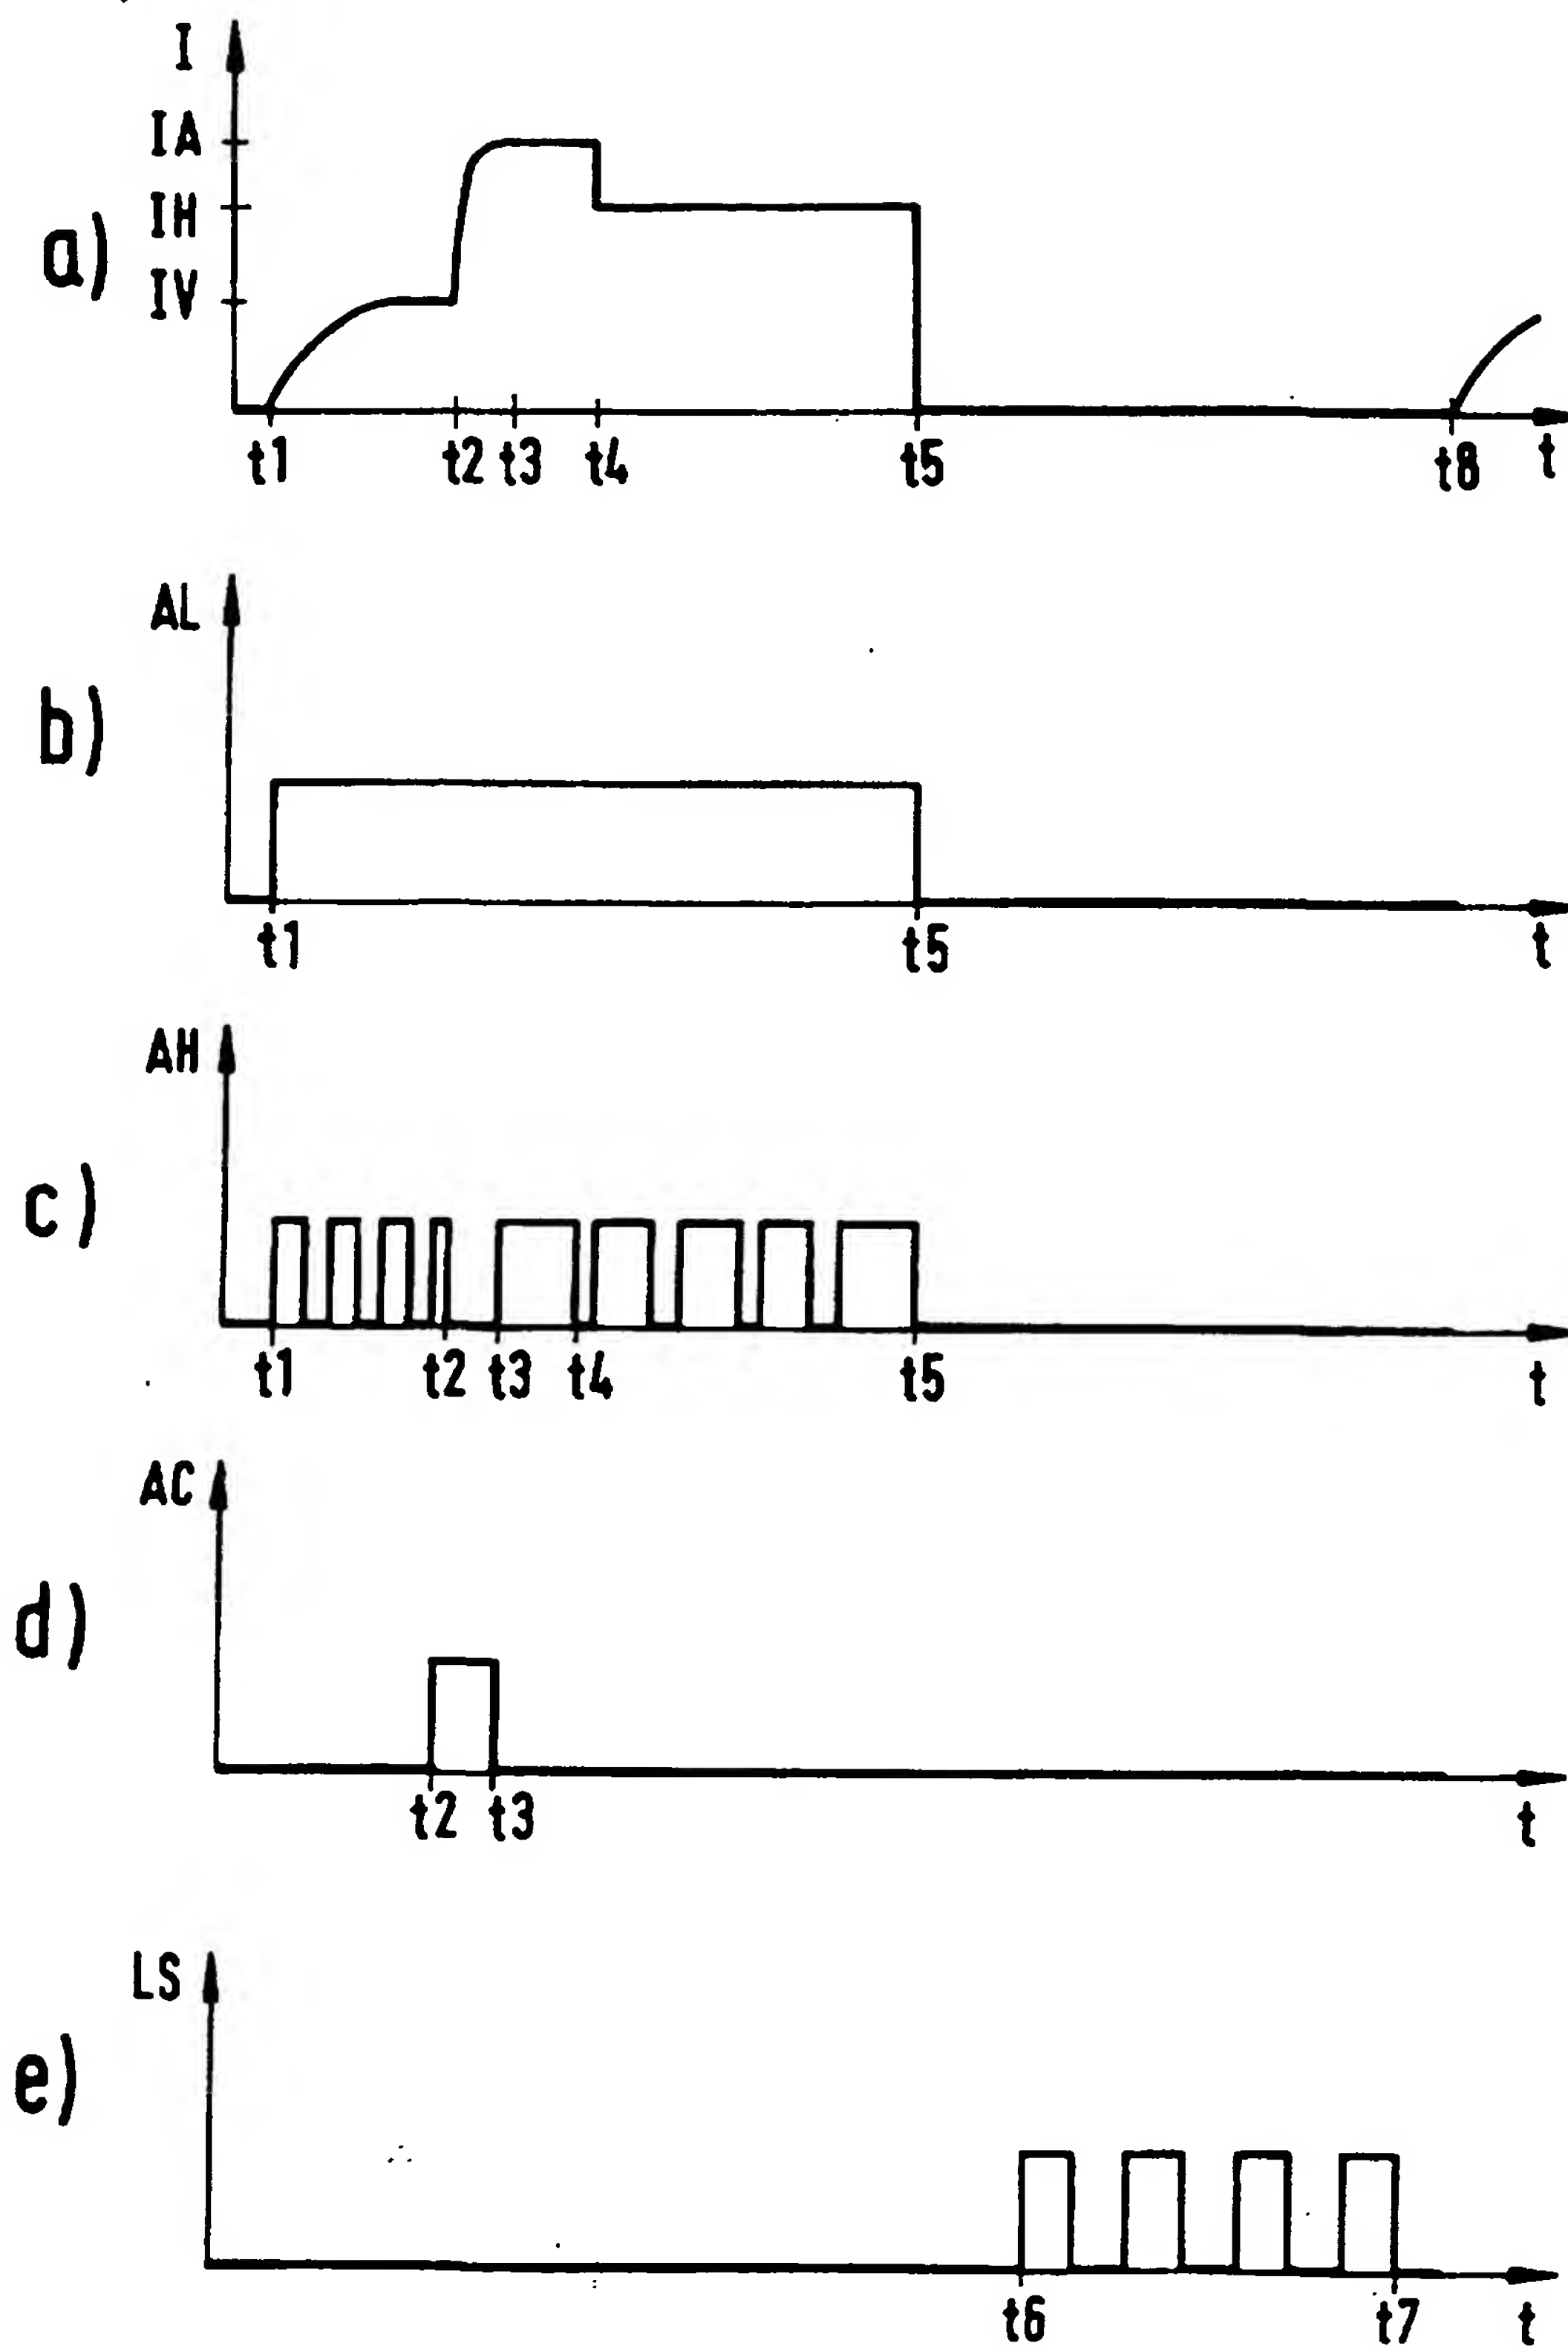 a)
I
IA
IH
IV
t1 t2 t3 t4 t5 t8 t
b)
AL
t1 t5 t
c)
AH
t1 t2 t3 t4 t5 t
d)
AC
t2 t3 t
e)
LS
t6 t7 t